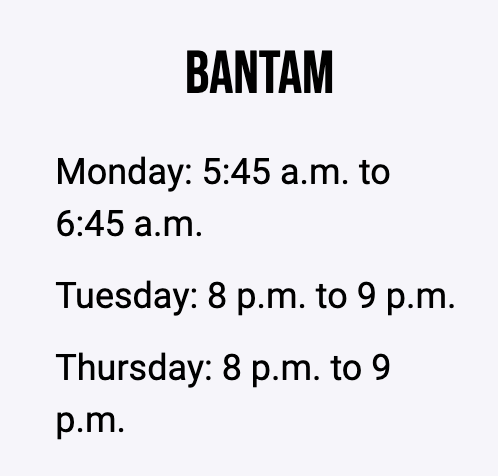 BANTAM
Monday: 5:45 a.m. to
6:45 a.m.
Tuesday: 8 p.m. to 9 p.m.
Thursday: 8 p.m. to 9
p.m.